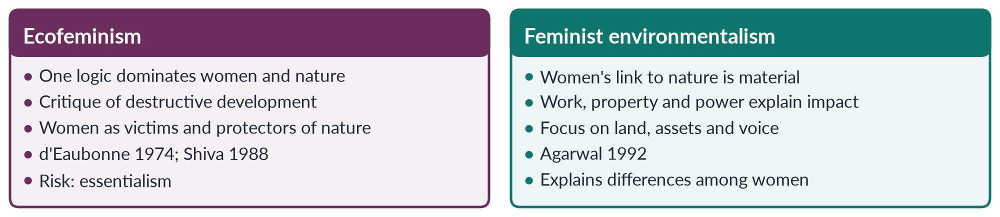 Ecofeminism
• One logic dominates women and nature
• Critique of destructive development
• Women as victims and protectors of nature
• d'Eaubonne 1974; Shiva 1988
• Risk: essentialism
Feminist environmentalism
• Women's link to nature is material
• Work, property and power explain impact
• Focus on land, assets and voice
• Agarwal 1992
• Explains differences among women